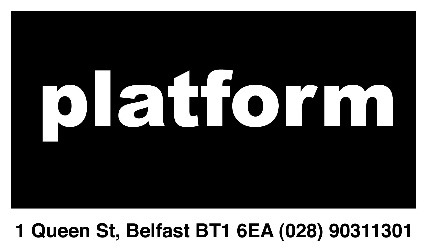 platform
1 Queen St, Belfast BT1 6EA (028) 90311301